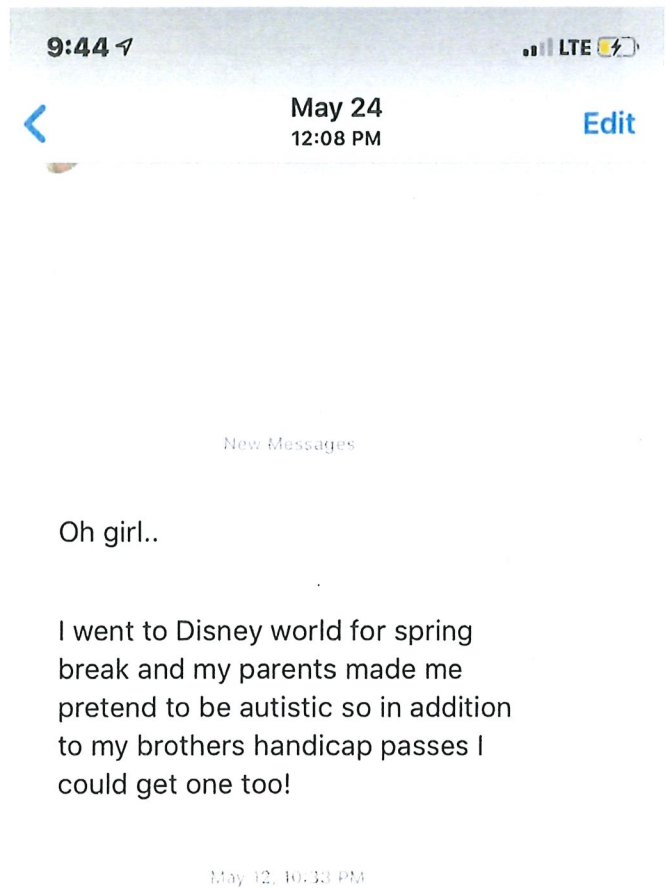 9:44
LTE
May 24
12:08 PM
Edit
New Messages
Oh girl..
I went to Disney world for spring
break and my parents made me
pretend to be autistic so in addition
to my brothers handicap passes I
could get one too!
May 12, 10:33 PM